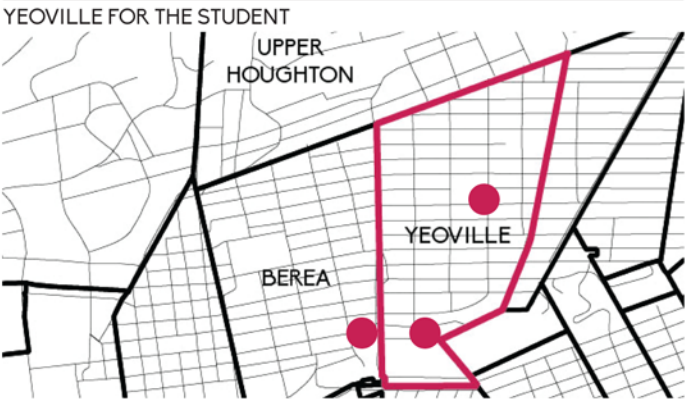 YEOVILLE FOR THE STUDENT
UPPER
HOUGHTON
YEOVILLE
BEREA